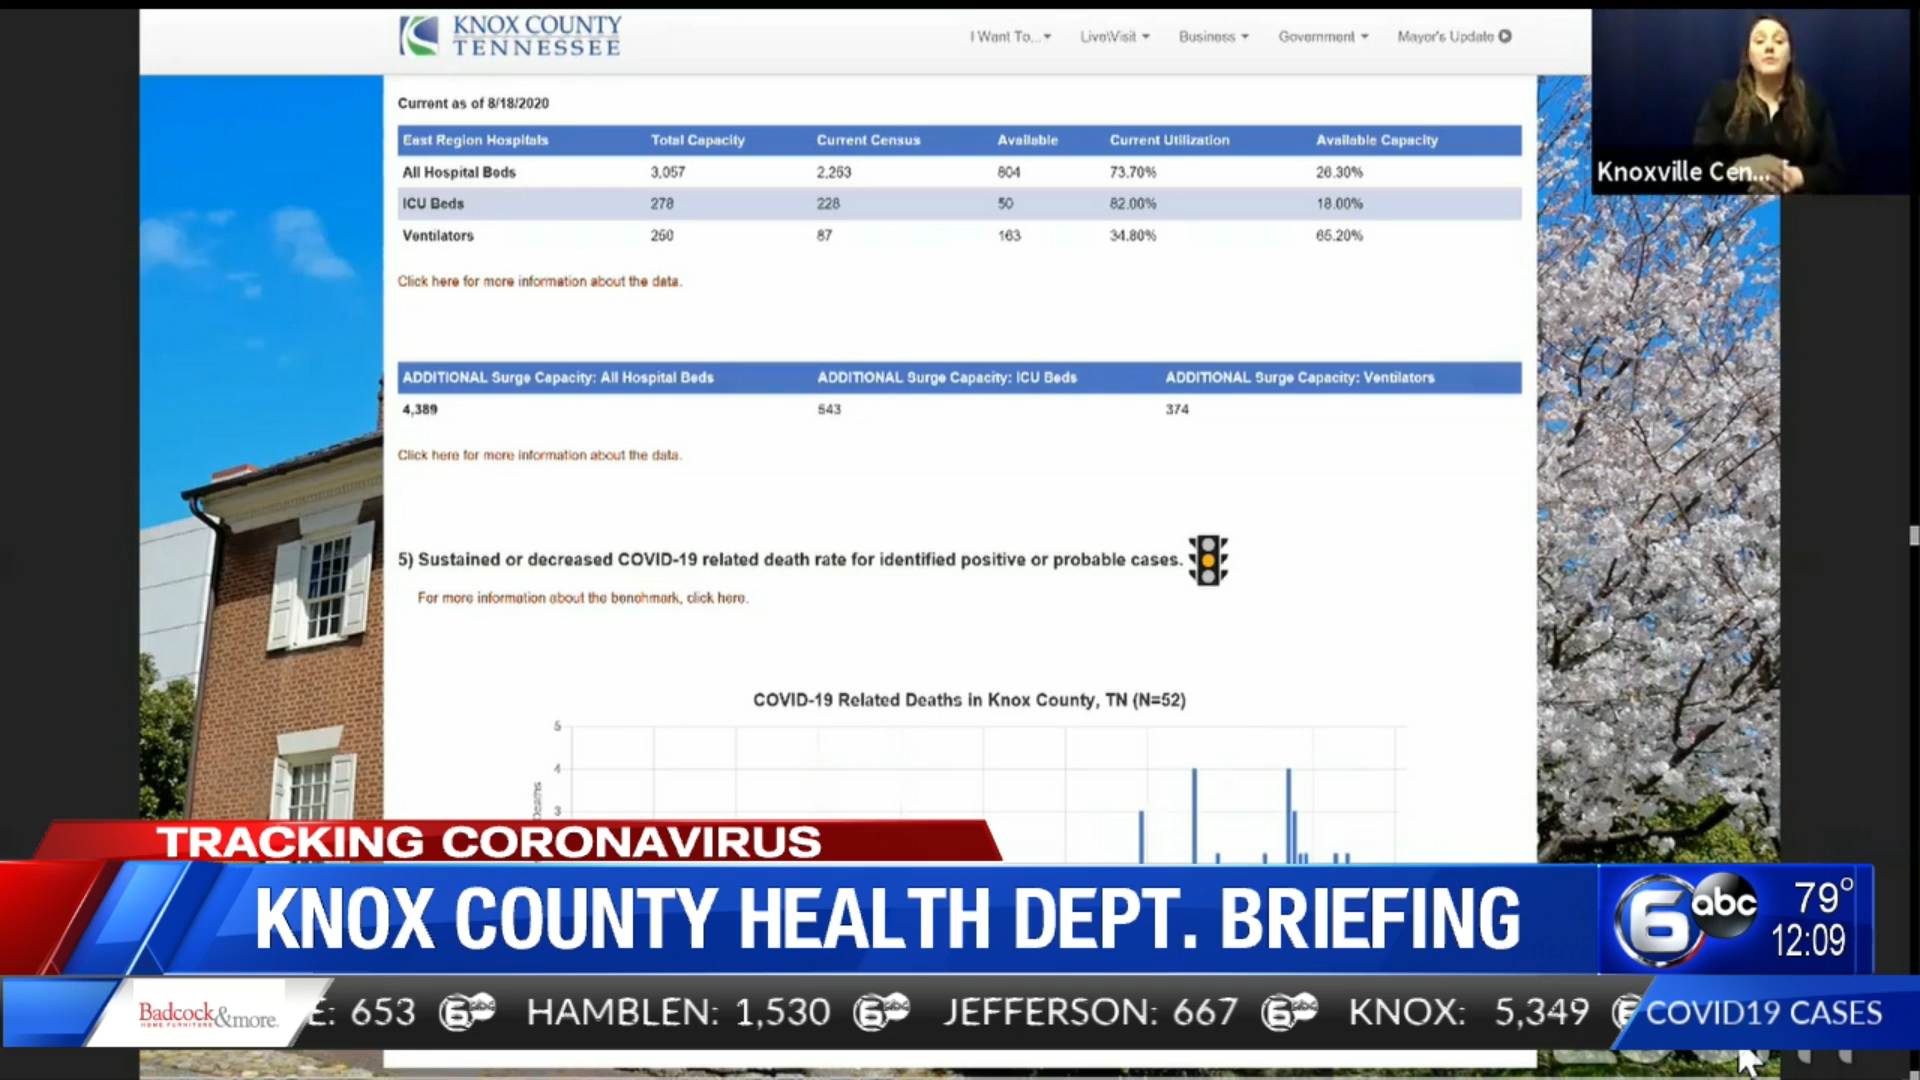 KNOX COUNTY
TENNESSEE
I Want To... Live\Visit Business Government Mayor's Update
Knoxville Cen...
Current as of 8/18/2020
East Region Hospitals Total Capacity Current Census Available Current Utilization Available Capacity
All Hospital Beds 3,057 2,253 804 73.70% 26.30%
ICU Beds 278 228 50 82.00% 18.00%
Ventilators 250 87 163 34.80% 65.20%
Click here for more information about the data.
ADDITIONAL Surge Capacity: All Hospital Beds ADDITIONAL Surge Capacity: ICU Beds ADDITIONAL Surge Capacity: Ventilators
4,389 543 374
Click here for more information about the data.
5) Sustained or decreased COVID-19 related death rate for identified positive or probable cases.
For more information about the benchmark, click here.
COVID-19 Related Deaths in Knox County, TN (N=52)
5
4
3
TRACKING CORONAVIRUS
KNOX COUNTY HEALTH DEPT. BRIEFING
6 abc 79°
12:09
Badcock&more.
HOME FURNITURE
E: 653 6abc HAMBLEN: 1,530 6abc JEFFERSON: 667 6abc KNOX: 5,349 COVID19 CASES